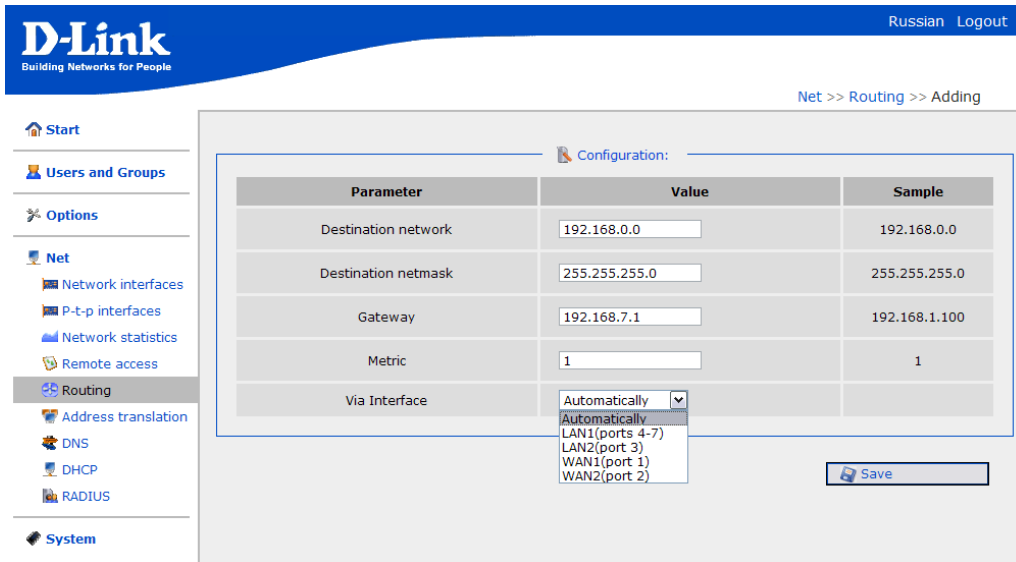 Russian Logout
D-Link
Building Networks for People
Net >> Routing >> Adding
Start
Users and Groups
Options
Net
Network interfaces
P-t-p interfaces
Network statistics
Remote access
Routing
Address translation
DNS
DHCP
RADIUS
System
Configuration:
Parameter Value Sample
Destination network 192.168.0.0 192.168.0.0
Destination netmask 255.255.255.0 255.255.255.0
Gateway 192.168.7.1 192.168.1.100
Metric 1 1
Via Interface Automatically
Automatically
LAN1(ports 4-7)
LAN2(port 3)
WAN1(port 1)
WAN2(port 2)
Save